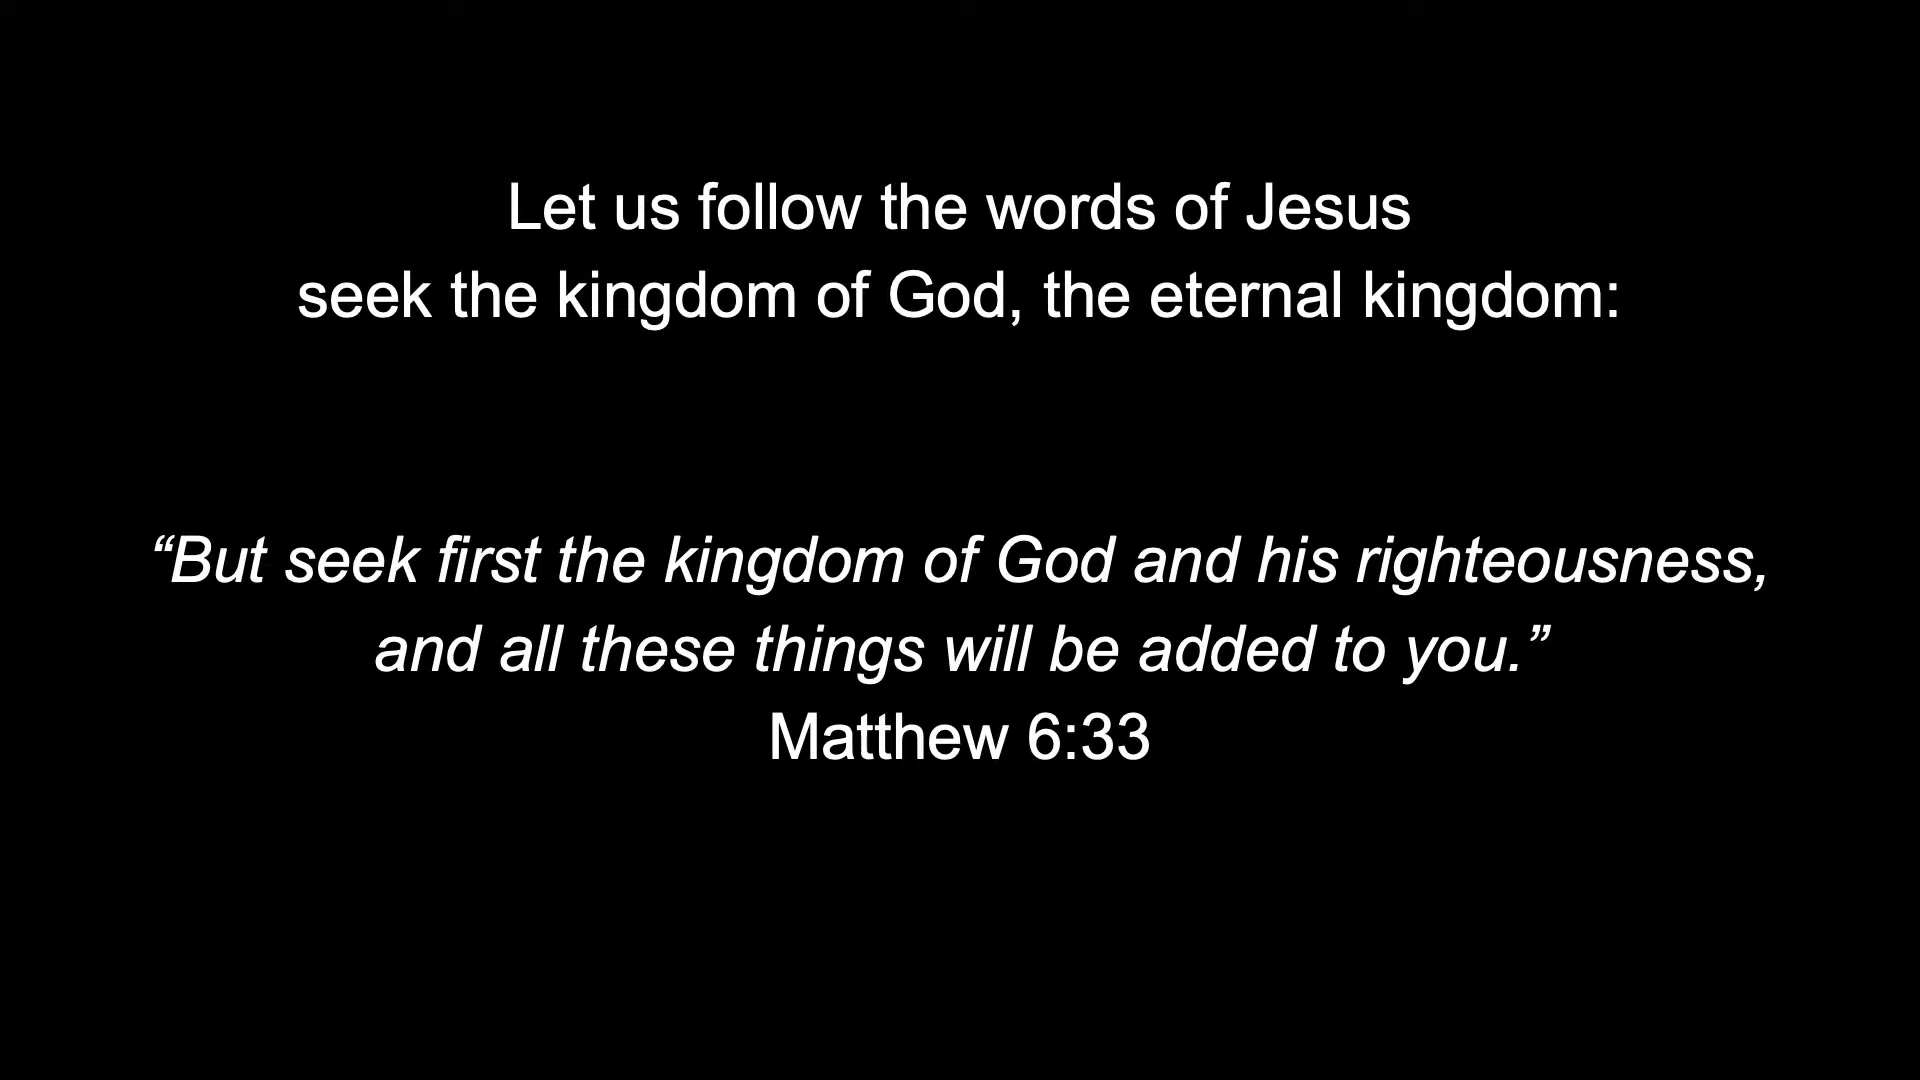 Let us follow the words of Jesus
seek the kingdom of God, the eternal kingdom:
“But seek first the kingdom of God and his righteousness,
and all these things will be added to you.”
Matthew 6:33